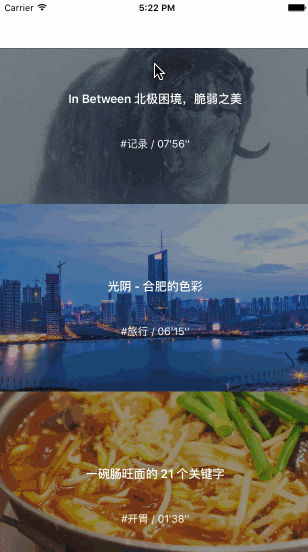 Carrier 5:22 PM
In Between 北极困境，脆弱之美
#记录 / 07'56''
光阴 - 合肥的色彩
#旅行 / 06'15''
一碗肠旺面的 21 个关键字
#开胃 / 01'38''